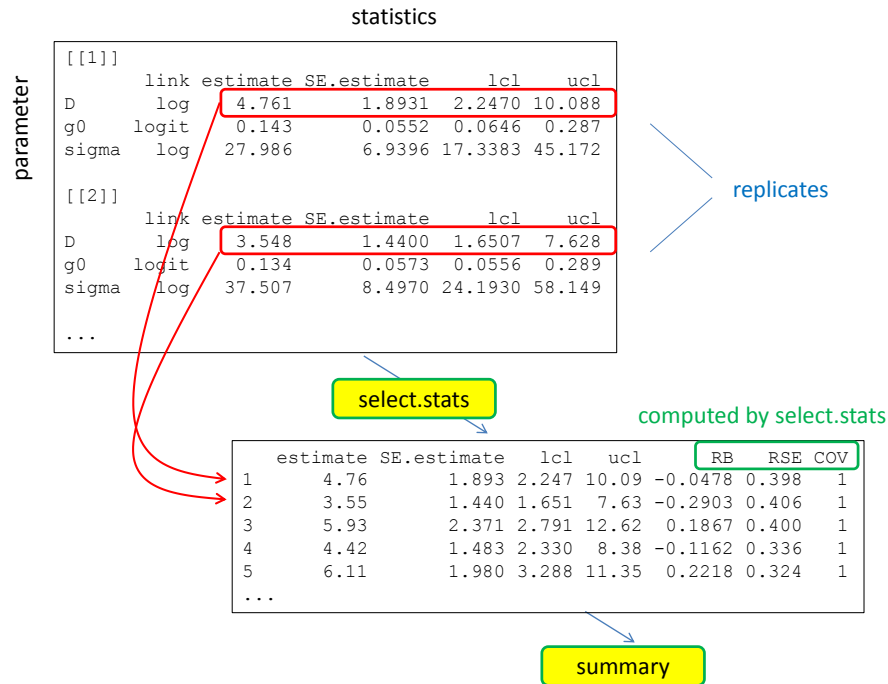 statistics
parameter
[[1]]
link estimate SE.estimate lcl ucl
D log 4.761 1.8931 2.2470 10.088
g0 logit 0.143 0.0552 0.0646 0.287
sigma log 27.986 6.9396 17.3383 45.172
replicates
[[2]]
link estimate SE.estimate lcl ucl
D log 3.548 1.4400 1.6507 7.628
g0 logit 0.134 0.0573 0.0556 0.289
sigma log 37.507 8.4970 24.1930 58.149
...
select.stats
computed by select.stats
estimate SE.estimate lcl ucl RB RSE COV
1 4.76 1.893 2.247 10.09 -0.0478 0.398 1
2 3.55 1.440 1.651 7.63 -0.2903 0.406 1
3 5.93 2.371 2.791 12.62 0.1867 0.400 1
4 4.42 1.483 2.330 8.38 -0.1162 0.336 1
5 6.11 1.980 3.288 11.35 0.2218 0.324 1
...
summary